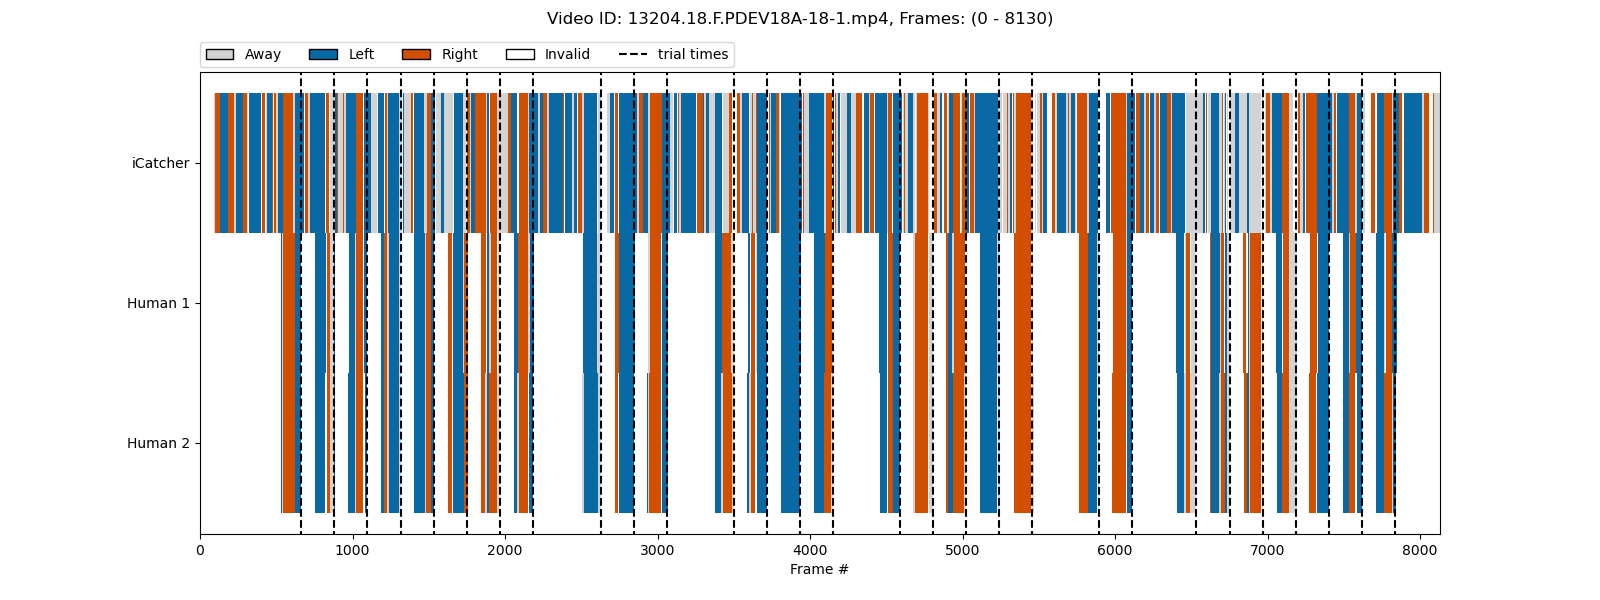 Video ID: 13204.18.F.PDEV18A-18-1.mp4, Frames: (0 - 8130)
Away Left Right Invalid trial times
iCatcher
Human 1
Human 2
0 1000 2000 3000 4000 5000 6000 7000 8000
Frame #